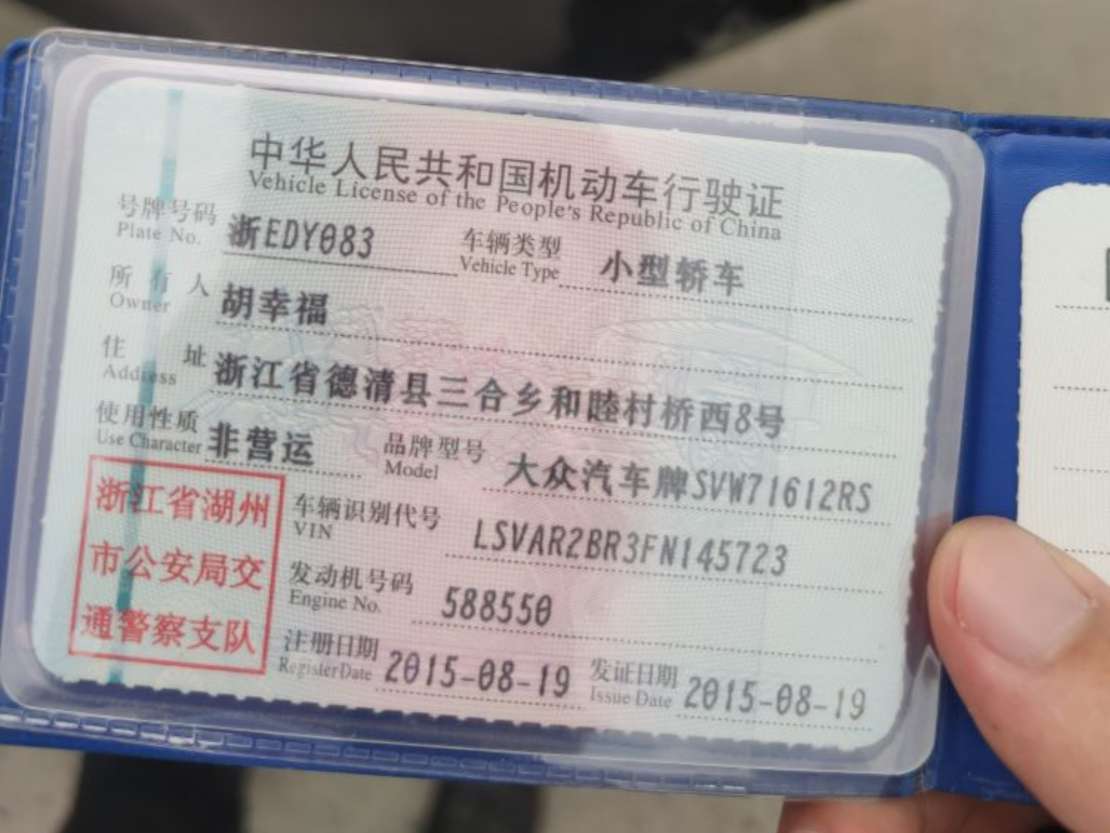 中华人民共和国机动车行驶证
Vehicle License of the People's Republic of China
号牌号码 浙EDY083 车辆类型 小型轿车
Plate No. Vehicle Type
所有人 胡幸福
Owner
住址 浙江省德清县三合乡和睦村桥西8号
Address
使用性质 非营运 品牌型号 大众汽车牌SVW71612RS
Use Character Model
浙江省湖州
市公安局交
通警察支队
车辆识别代号 LSVAR2BR3FN145723
VIN
发动机号码 588550
Engine No.
注册日期 2015-08-19 发证日期 2015-08-19
Register Date Issue Date